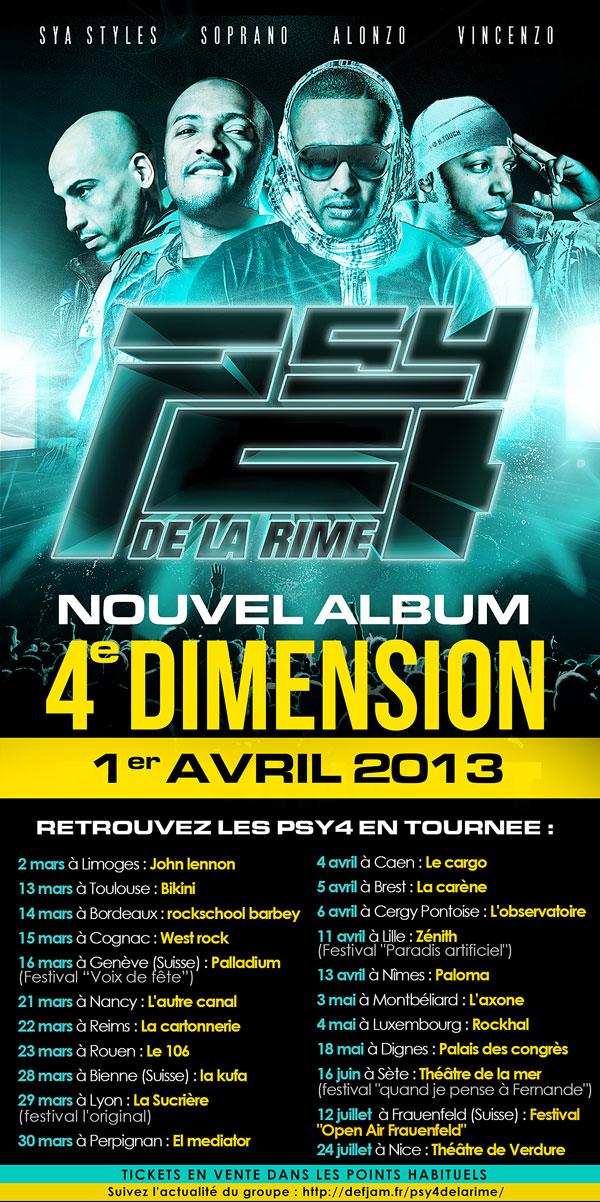 SYA STYLES SOPRANO ALONZO VINCENZO
H.TOUGH
PSY4
DE LA RIME
NOUVEL ALBUM
4e DIMENSION
1er AVRIL 2013
RETROUVEZ LES PSY4 EN TOURNEE :
2 mars à Limoges : John lennon
13 mars à Toulouse : Bikini
14 mars à Bordeaux : rockschool barbey
15 mars à Cognac : West rock
16 mars à Genève (Suisse) : Palladium
(Festival “Voix de fête”)
21 mars à Nancy : L'autre canal
22 mars à Reims : La cartonnerie
23 mars à Rouen : Le 106
28 mars à Bienne (Suisse) : la kufa
29 mars à Lyon : La Sucrière
(festival l'original)
30 mars à Perpignan : El mediator
4 avril à Caen : Le cargo
5 avril à Brest : La carène
6 avril à Cergy Pontoise : L'observatoire
11 avril à Lille : Zénith
(Festival "Paradis artificiel")
13 avril à Nîmes : Paloma
3 mai à Montbéliard : L'axone
4 mai à Luxembourg : Rockhal
18 mai à Dignes : Palais des congrès
16 juin à Sète : Théâtre de la mer
(festival "quand je pense à Fernande")
12 juillet à Frauenfeld (Suisse) : Festival
"Open Air Frauenfeld"
24 juillet à Nice : Théâtre de Verdure
TICKETS EN VENTE DANS LES POINTS HABITUELS
Suivez l'actualité du groupe : http://defjam.fr/psy4delarime/